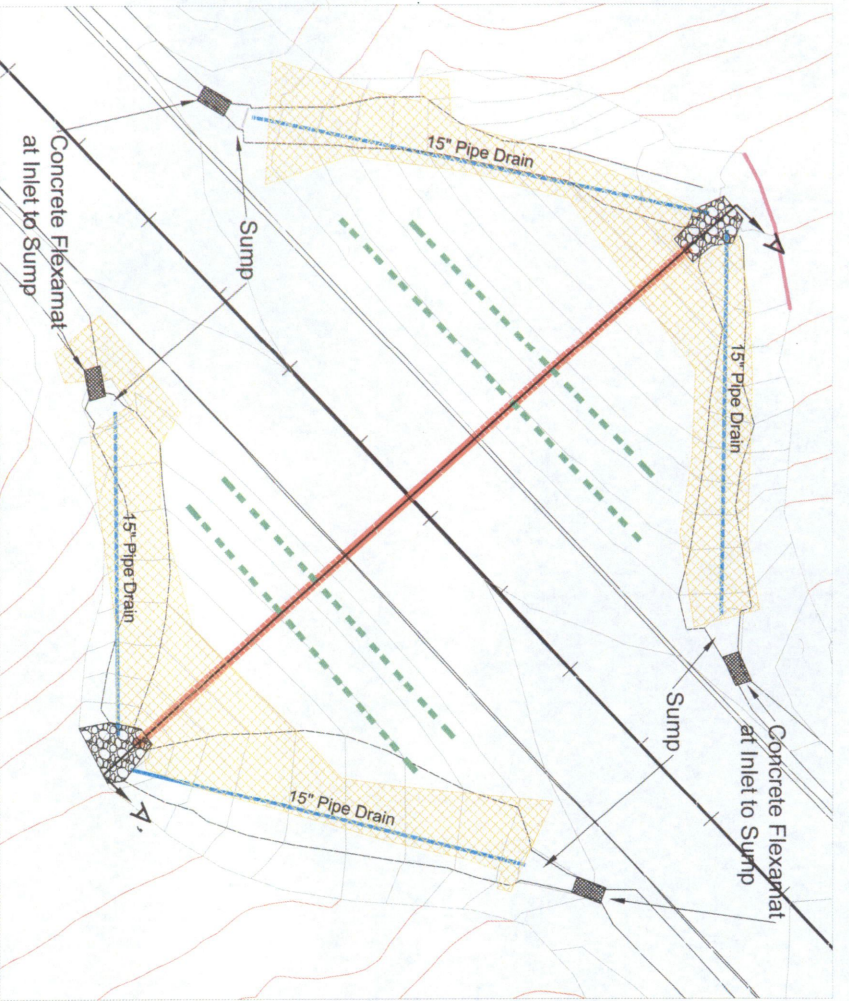 15" Pipe Drain
A
15" Pipe Drain
Concrete Flexamat
at Inlet to Sump
Sump
15" Pipe Drain
Sump
Concrete Flexamat
at Inlet to Sump
15" Pipe Drain
A'